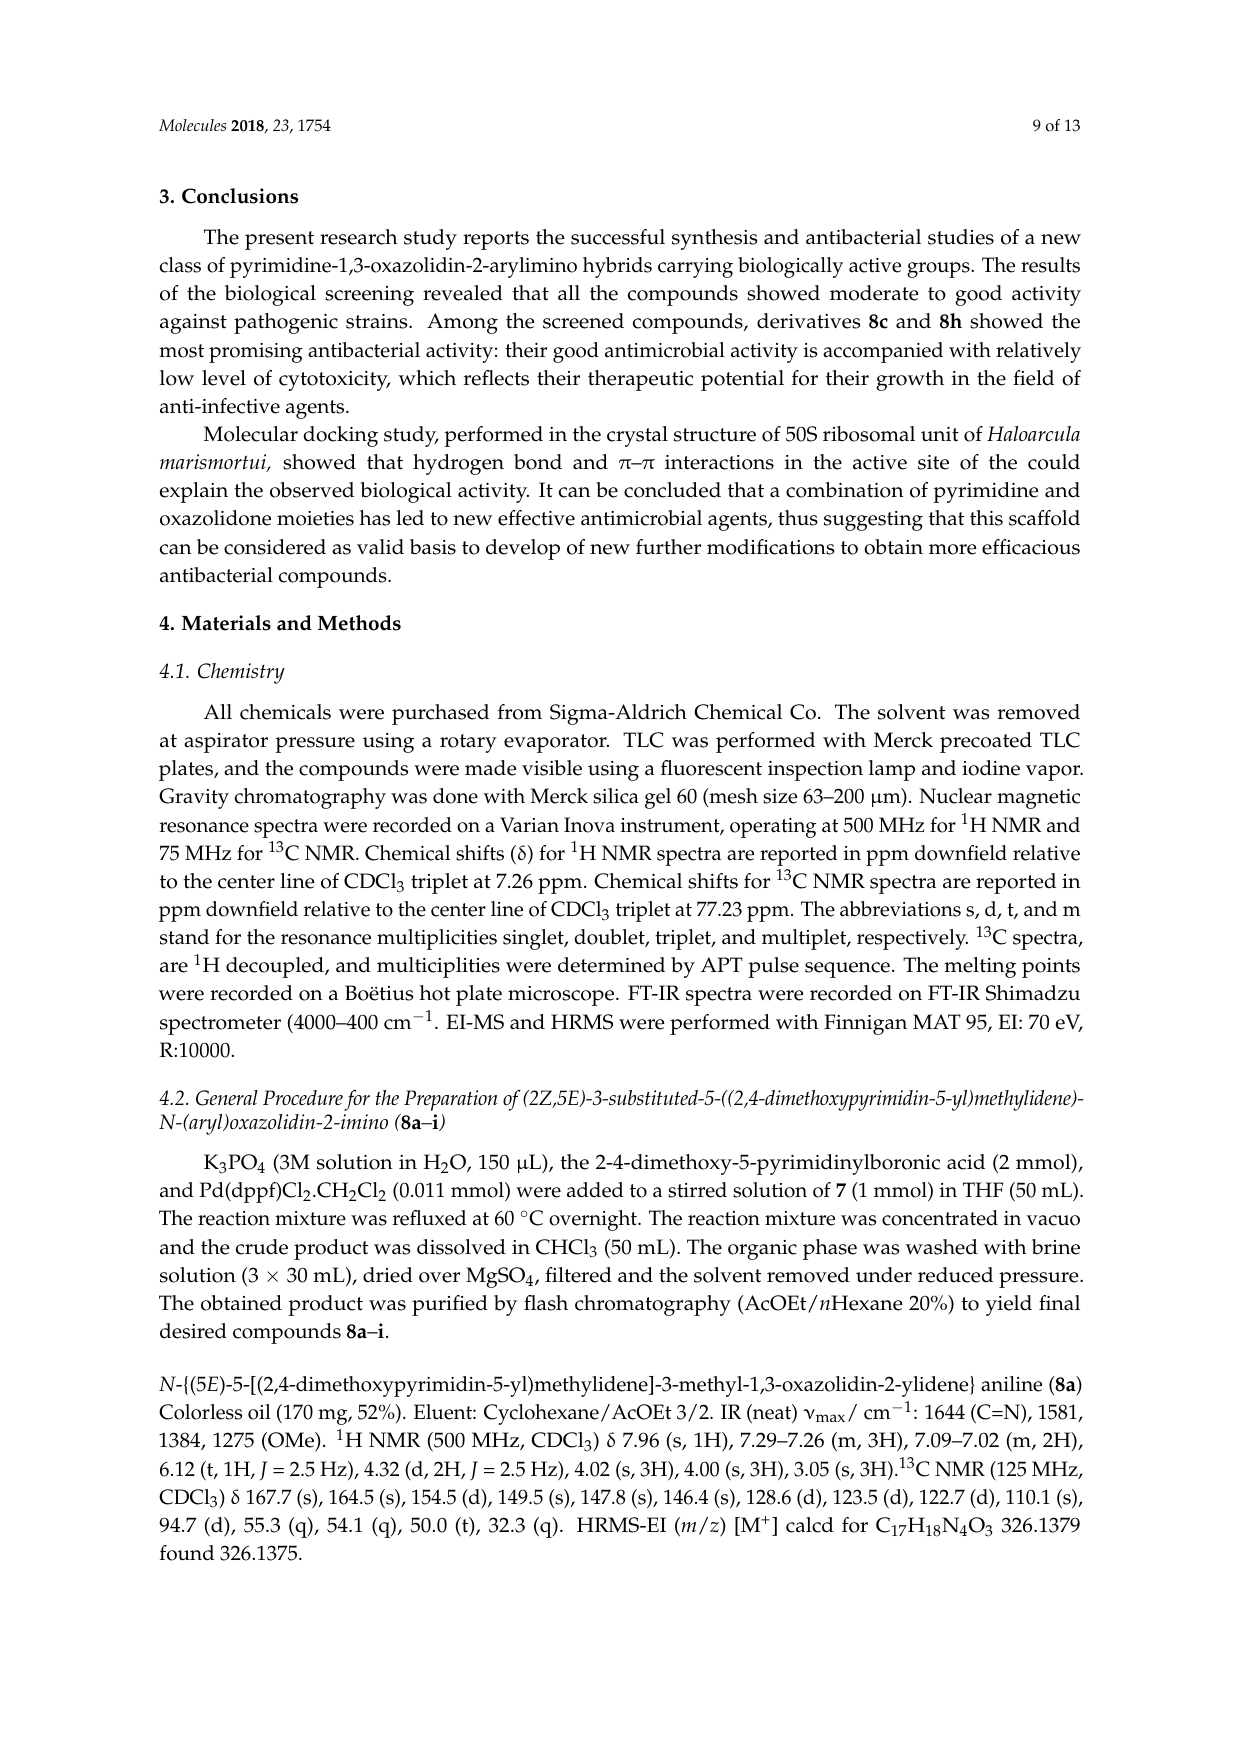 Molecules 2018, 23, 1754
9 of 13
3. Conclusions
The present research study reports the successful synthesis and antibacterial studies of a new
class of pyrimidine-1,3-oxazolidin-2-arylimino hybrids carrying biologically active groups. The results
of the biological screening revealed that all the compounds showed moderate to good activity
against pathogenic strains. Among the screened compounds, derivatives 8c and 8h showed the
most promising antibacterial activity: their good antimicrobial activity is accompanied with relatively
low level of cytotoxicity, which reflects their therapeutic potential for their growth in the field of
anti-infective agents.
Molecular docking study, performed in the crystal structure of 50S ribosomal unit of Haloarcula
marismortui, showed that hydrogen bond and π–π interactions in the active site of the could
explain the observed biological activity. It can be concluded that a combination of pyrimidine and
oxazolidone moieties has led to new effective antimicrobial agents, thus suggesting that this scaffold
can be considered as valid basis to develop of new further modifications to obtain more efficacious
antibacterial compounds.
4. Materials and Methods
4.1. Chemistry
All chemicals were purchased from Sigma-Aldrich Chemical Co. The solvent was removed
at aspirator pressure using a rotary evaporator. TLC was performed with Merck precoated TLC
plates, and the compounds were made visible using a fluorescent inspection lamp and iodine vapor.
Gravity chromatography was done with Merck silica gel 60 (mesh size 63–200 µm). Nuclear magnetic
resonance spectra were recorded on a Varian Inova instrument, operating at 500 MHz for ¹H NMR and
75 MHz for ¹³C NMR. Chemical shifts (δ) for ¹H NMR spectra are reported in ppm downfield relative
to the center line of CDCl₃ triplet at 7.26 ppm. Chemical shifts for ¹³C NMR spectra are reported in
ppm downfield relative to the center line of CDCl₃ triplet at 77.23 ppm. The abbreviations s, d, t, and m
stand for the resonance multiplicities singlet, doublet, triplet, and multiplet, respectively. ¹³C spectra,
are ¹H decoupled, and multiciplities were determined by APT pulse sequence. The melting points
were recorded on a Boëtius hot plate microscope. FT-IR spectra were recorded on FT-IR Shimadzu
spectrometer (4000–400 cm⁻¹. EI-MS and HRMS were performed with Finnigan MAT 95, EI: 70 eV,
R:10000.
4.2. General Procedure for the Preparation of (2Z,5E)-3-substituted-5-((2,4-dimethoxypyrimidin-5-yl)methylidene)-
N-(aryl)oxazolidin-2-imino (8a–i)
K₃PO₄ (3M solution in H₂O, 150 µL), the 2-4-dimethoxy-5-pyrimidinylboronic acid (2 mmol),
and Pd(dppf)Cl₂.CH₂Cl₂ (0.011 mmol) were added to a stirred solution of 7 (1 mmol) in THF (50 mL).
The reaction mixture was refluxed at 60 °C overnight. The reaction mixture was concentrated in vacuo
and the crude product was dissolved in CHCl₃ (50 mL). The organic phase was washed with brine
solution (3 × 30 mL), dried over MgSO₄, filtered and the solvent removed under reduced pressure.
The obtained product was purified by flash chromatography (AcOEt/nHexane 20%) to yield final
desired compounds 8a–i.
N-{(5E)-5-[(2,4-dimethoxypyrimidin-5-yl)methylidene]-3-methyl-1,3-oxazolidin-2-ylidene} aniline (8a)
Colorless oil (170 mg, 52%). Eluent: Cyclohexane/AcOEt 3/2. IR (neat) νmax/ cm⁻¹: 1644 (C=N), 1581,
1384, 1275 (OMe). ¹H NMR (500 MHz, CDCl₃) δ 7.96 (s, 1H), 7.29–7.26 (m, 3H), 7.09–7.02 (m, 2H),
6.12 (t, 1H, J = 2.5 Hz), 4.32 (d, 2H, J = 2.5 Hz), 4.02 (s, 3H), 4.00 (s, 3H), 3.05 (s, 3H).¹³C NMR (125 MHz,
CDCl₃) δ 167.7 (s), 164.5 (s), 154.5 (d), 149.5 (s), 147.8 (s), 146.4 (s), 128.6 (d), 123.5 (d), 122.7 (d), 110.1 (s),
94.7 (d), 55.3 (q), 54.1 (q), 50.0 (t), 32.3 (q). HRMS-EI (m/z) [M⁺] calcd for C₁₇H₁₈N₄O₃ 326.1379
found 326.1375.